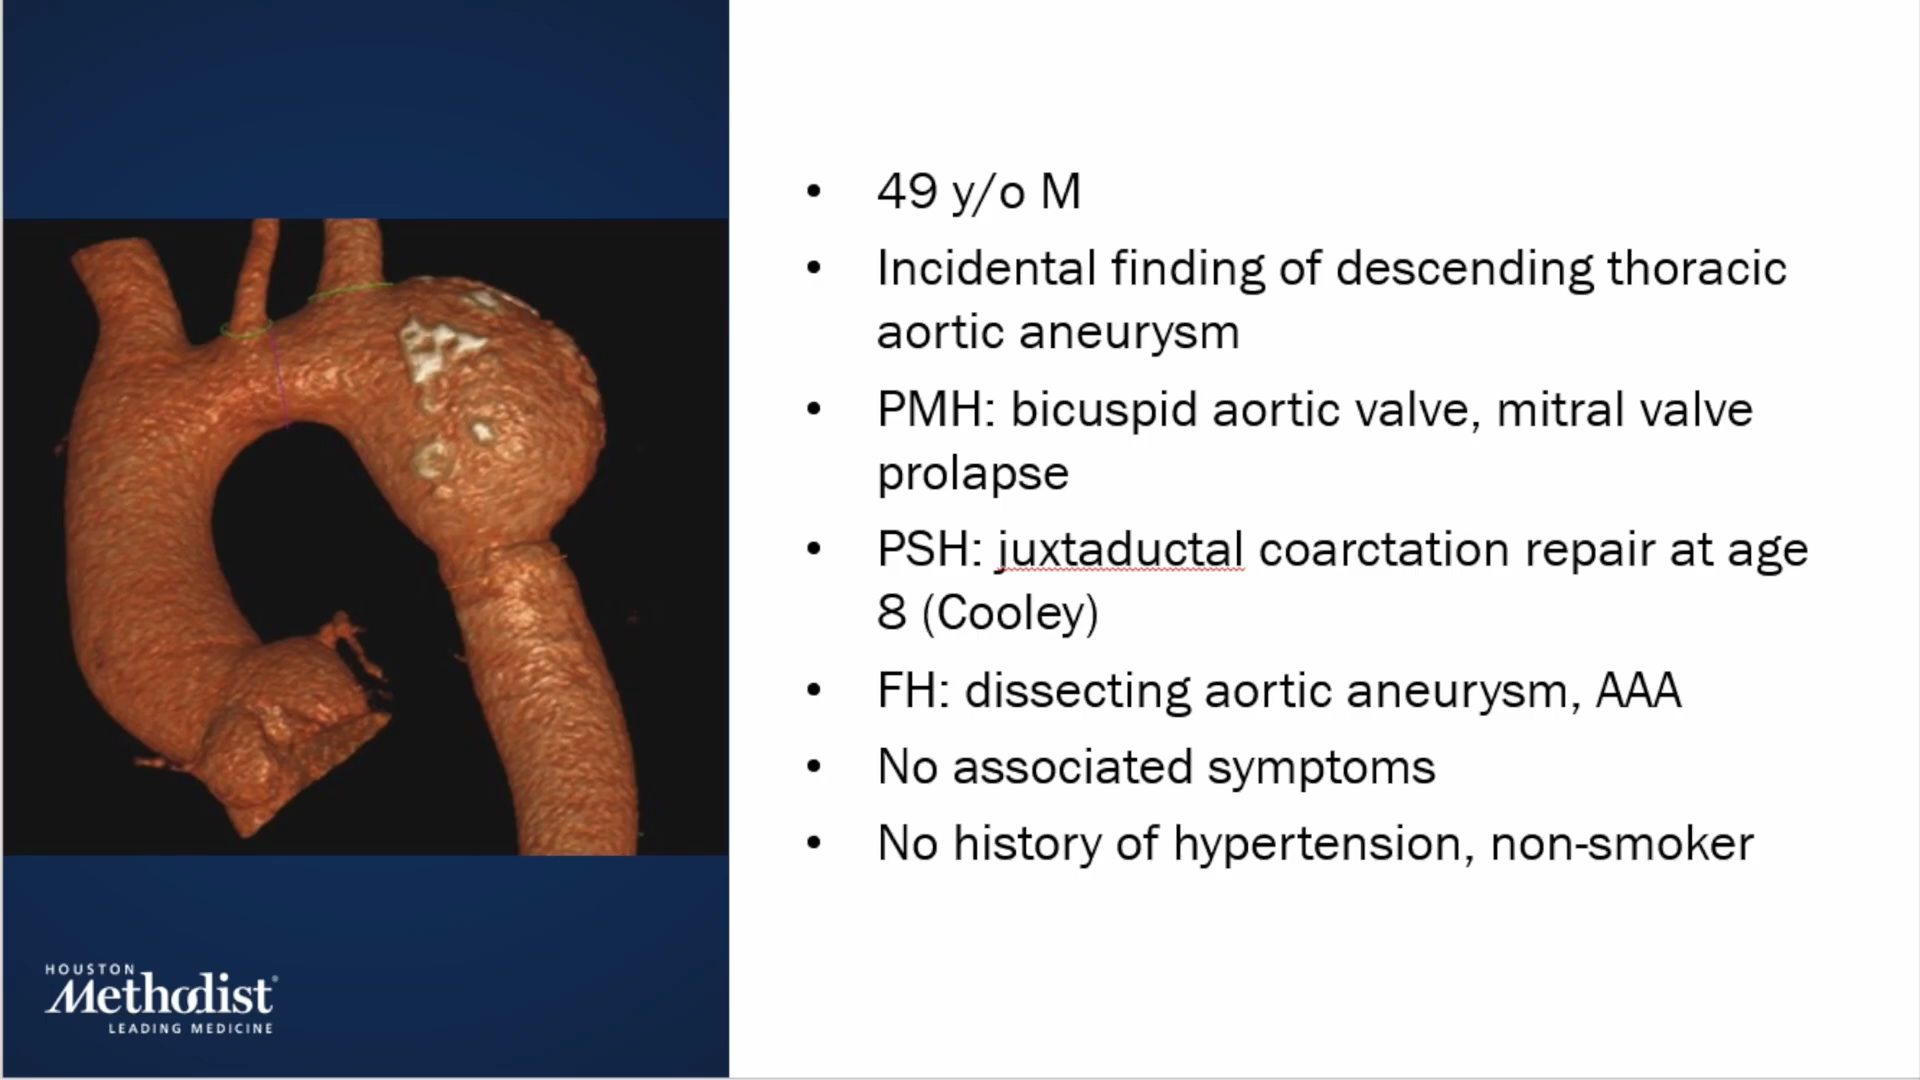 • 49 y/o M
• Incidental finding of descending thoracic
aortic aneurysm
• PMH: bicuspid aortic valve, mitral valve
prolapse
• PSH: juxtaductal coarctation repair at age
8 (Cooley)
• FH: dissecting aortic aneurysm, AAA
• No associated symptoms
• No history of hypertension, non-smoker
HOUSTON
Methodist®
LEADING MEDICINE